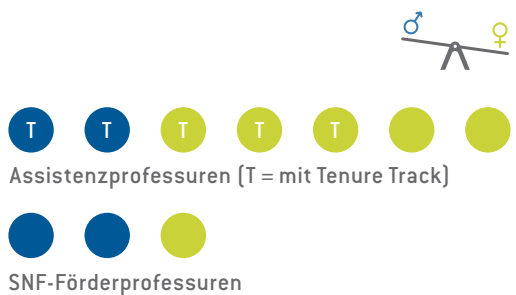 T T T T T
Assistenzprofessuren (T = mit Tenure Track)
SNF-Förderprofessuren